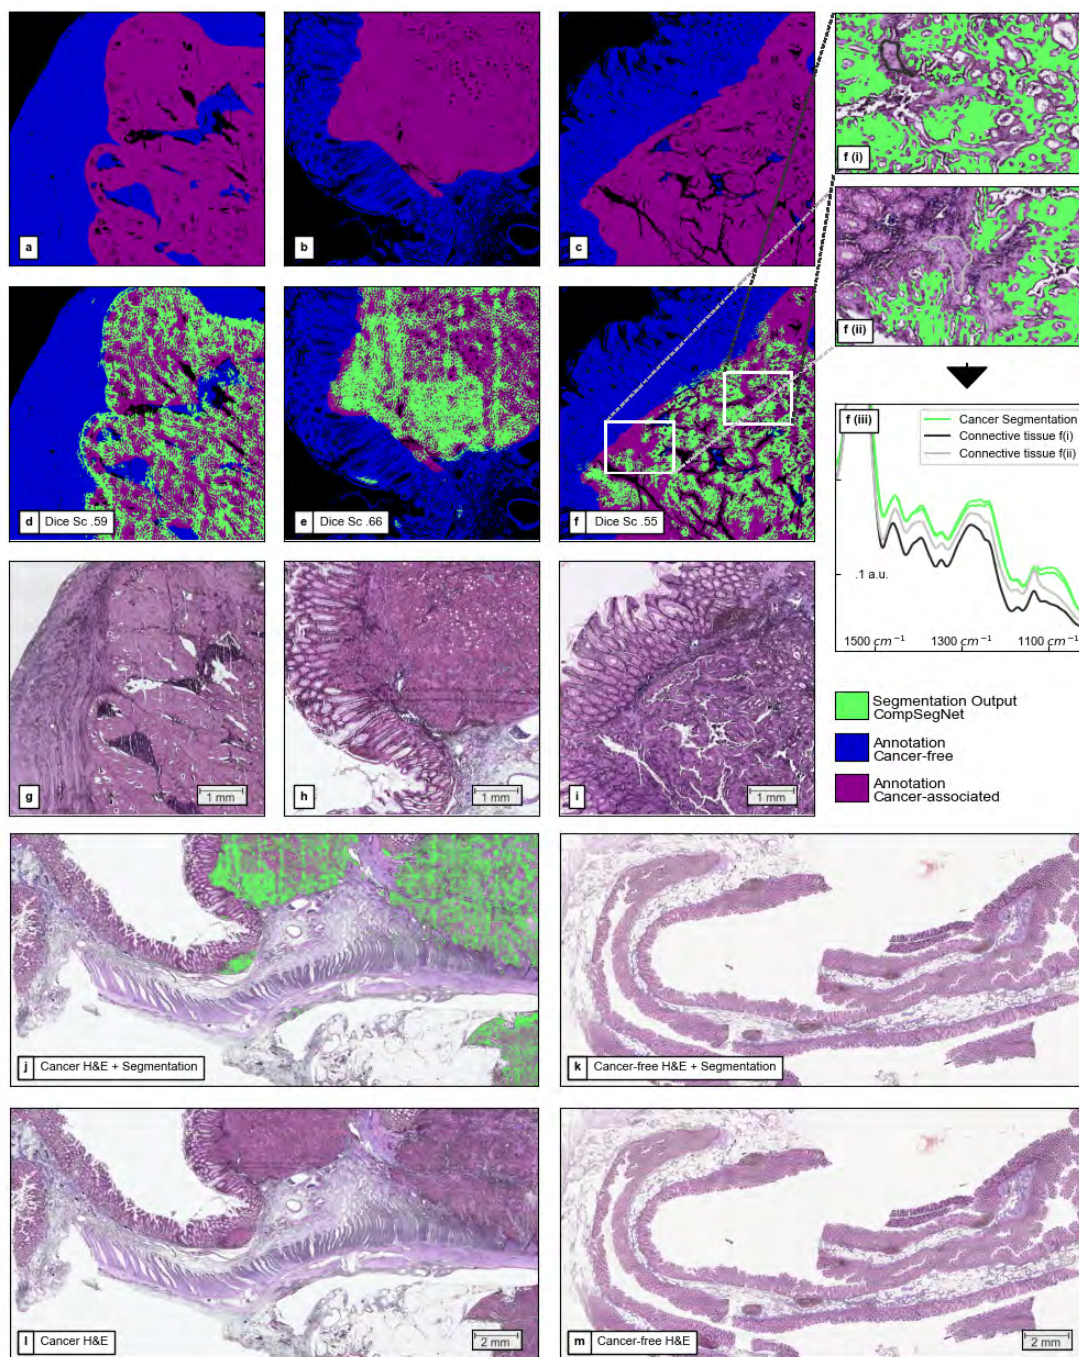 a
b
c
f (i)
f (ii)
d Dice Sc .59
e Dice Sc .66
f Dice Sc .55
f (iii)
Cancer Segmentation
Connective tissue f(i)
Connective tissue f(ii)
.1 a.u.
1500 cm⁻¹
1300 cm⁻¹
1100 cm⁻¹
g
1 mm
h
1 mm
i
1 mm
Segmentation Output
CompSegNet
Annotation
Cancer-free
Annotation
Cancer-associated
j Cancer H&E + Segmentation
k Cancer-free H&E + Segmentation
l Cancer H&E
2 mm
m Cancer-free H&E
2 mm